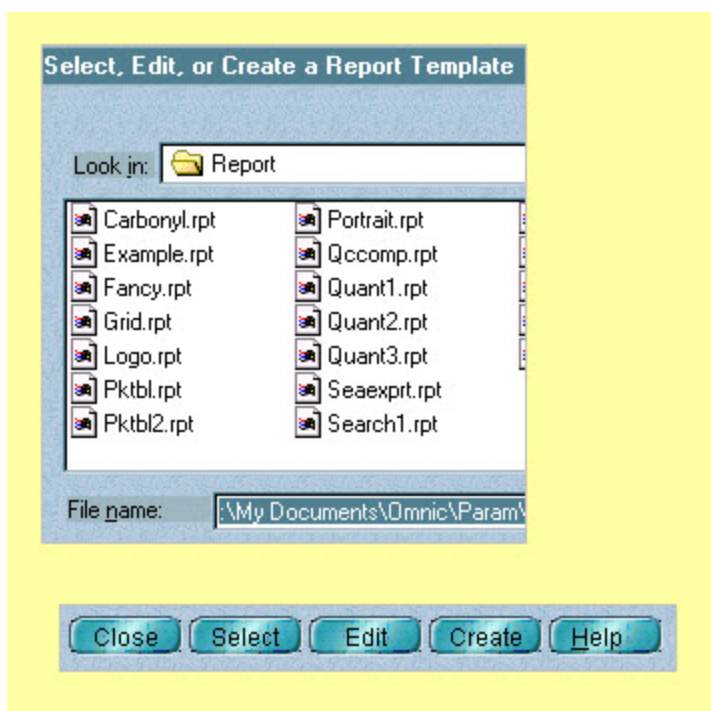 Select, Edit, or Create a Report Template
Look in: Report
Carbonyl.rpt Portrait.rpt
Example.rpt Qccomp.rpt
Fancy.rpt Quant1.rpt
Grid.rpt Quant2.rpt
Logo.rpt Quant3.rpt
Pktbl.rpt Seaexprt.rpt
Pktbl2.rpt Search1.rpt
File name: :\My Documents\Omnic\Param\
Close Select Edit Create Help